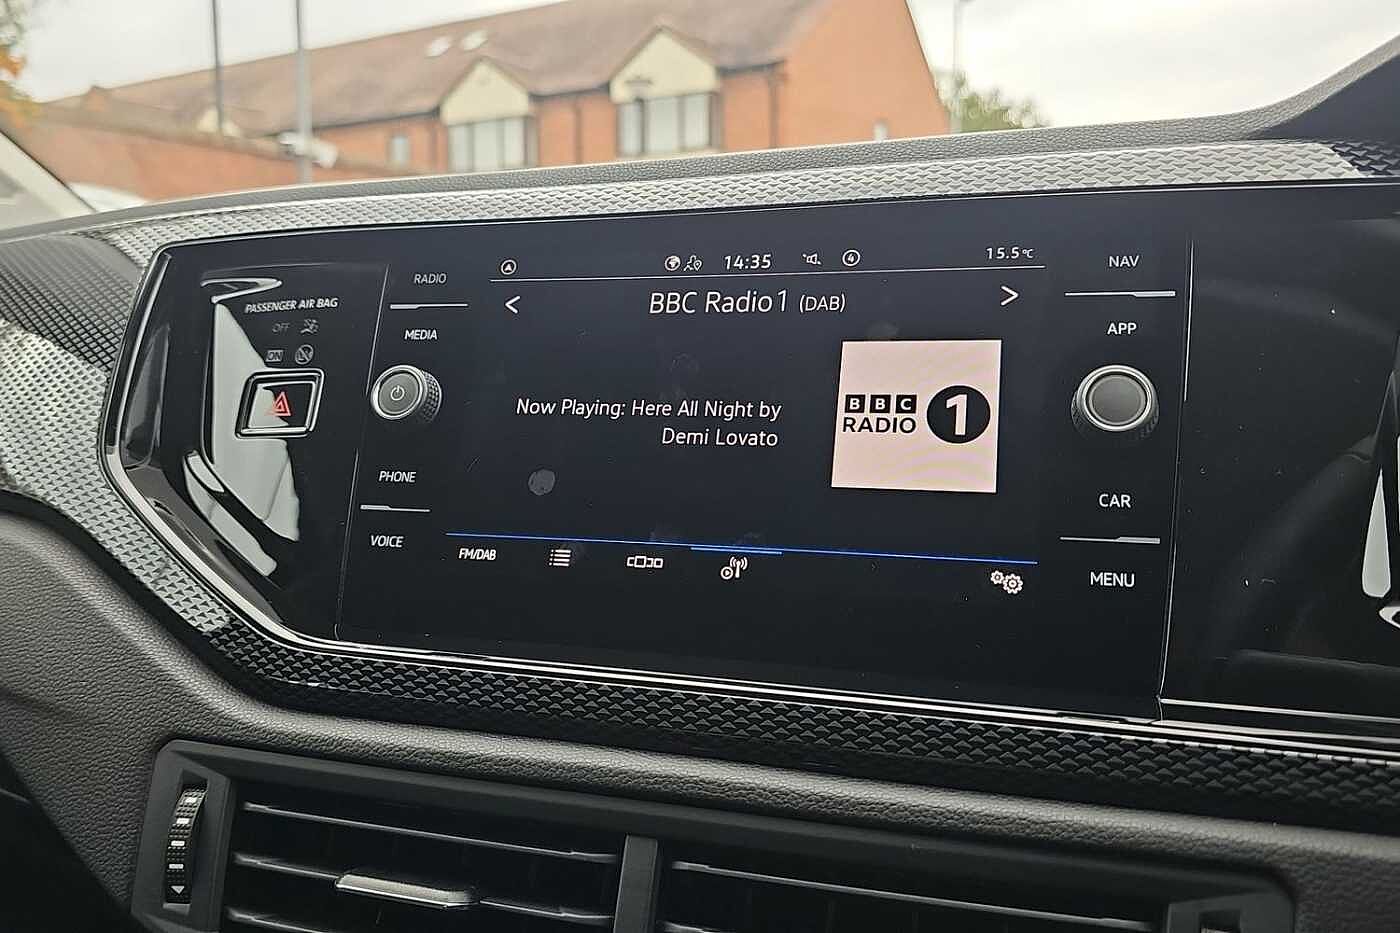 RADIO
14:35
4
15.5°C
NAV
PASSENGER AIR BAG
OFF
ON
BBC Radio 1 (DAB)
MEDIA
APP
Now Playing: Here All Night by
Demi Lovato
BBC
RADIO 1
PHONE
CAR
VOICE
FM/DAB
MENU